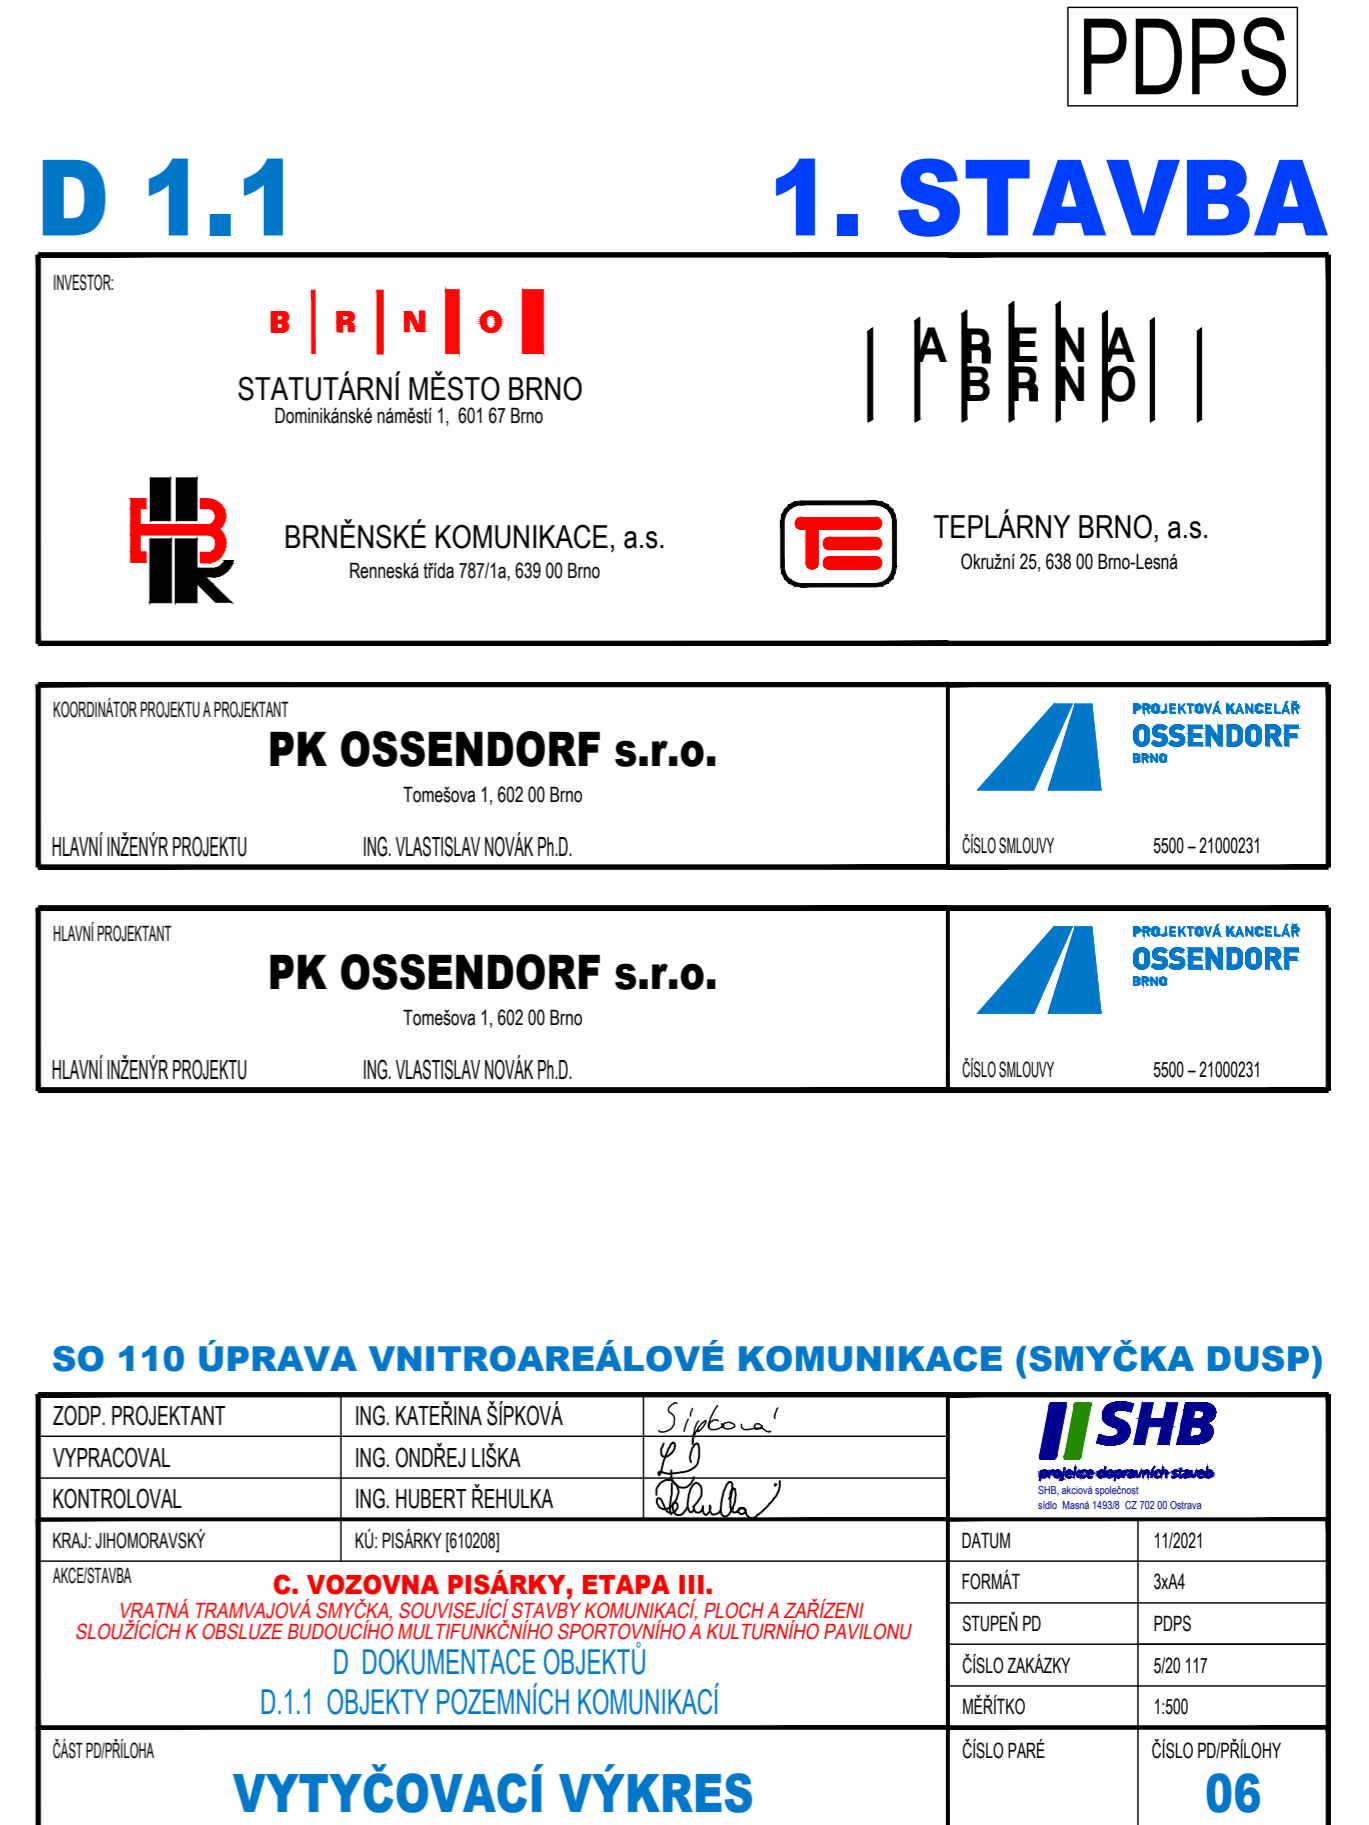 PDPS
D 1.1
1. STAVBA
INVESTOR:
B R N O
STATUTÁRNÍ MĚSTO BRNO
Dominikánské náměstí 1, 601 67 Brno
ARENA
BRNO
BRNĚNSKÉ KOMUNIKACE, a.s.
Renneská třída 787/1a, 639 00 Brno
TEPLÁRNY BRNO, a.s.
Okružní 25, 638 00 Brno-Lesná
KOORDINÁTOR PROJEKTU A PROJEKTANT
PK OSSENDORF s.r.o.
Tomešova 1, 602 00 Brno
HLAVNÍ INŽENÝR PROJEKTU ING. VLASTISLAV NOVÁK Ph.D.
PROJEKTOVÁ KANCELÁŘ
OSSENDORF
BRNO
ČÍSLO SMLOUVY 5500 – 21000231
HLAVNÍ PROJEKTANT
PK OSSENDORF s.r.o.
Tomešova 1, 602 00 Brno
HLAVNÍ INŽENÝR PROJEKTU ING. VLASTISLAV NOVÁK Ph.D.
PROJEKTOVÁ KANCELÁŘ
OSSENDORF
BRNO
ČÍSLO SMLOUVY 5500 – 21000231
SO 110 ÚPRAVA VNITROAREÁLOVÉ KOMUNIKACE (SMYČKA DUSP)
ZODP. PROJEKTANT ING. KATEŘINA ŠÍPKOVÁ Šípková
VYPRACOVAL ING. ONDŘEJ LIŠKA
KONTROLOVAL ING. HUBERT ŘEHULKA Řehulka
SHB
projekce dopravních staveb
SHB, akciová společnost
sídlo Masná 1493/8 CZ 702 00 Ostrava
KRAJ: JIHOMORAVSKÝ KÚ: PISÁRKY [610208]
DATUM 11/2021
AKCE/STAVBA
C. VOZOVNA PISÁRKY, ETAPA III.
VRATNÁ TRAMVAJOVÁ SMYČKA, SOUVISEJÍCÍ STAVBY KOMUNIKACÍ, PLOCH A ZAŘÍZENI
SLOUŽÍCÍCH K OBSLUZE BUDOUCÍHO MULTIFUNKČNÍHO SPORTOVNÍHO A KULTURNÍHO PAVILONU
D DOKUMENTACE OBJEKTŮ
D.1.1 OBJEKTY POZEMNÍCH KOMUNIKACÍ
FORMÁT 3xA4
STUPEŇ PD PDPS
ČÍSLO ZAKÁZKY 5/20 117
MĚŘÍTKO 1:500
ČÁST PD/PŘÍLOHA
VYTYČOVACÍ VÝKRES
ČÍSLO PARÉ
ČÍSLO PD/PŘÍLOHY
06